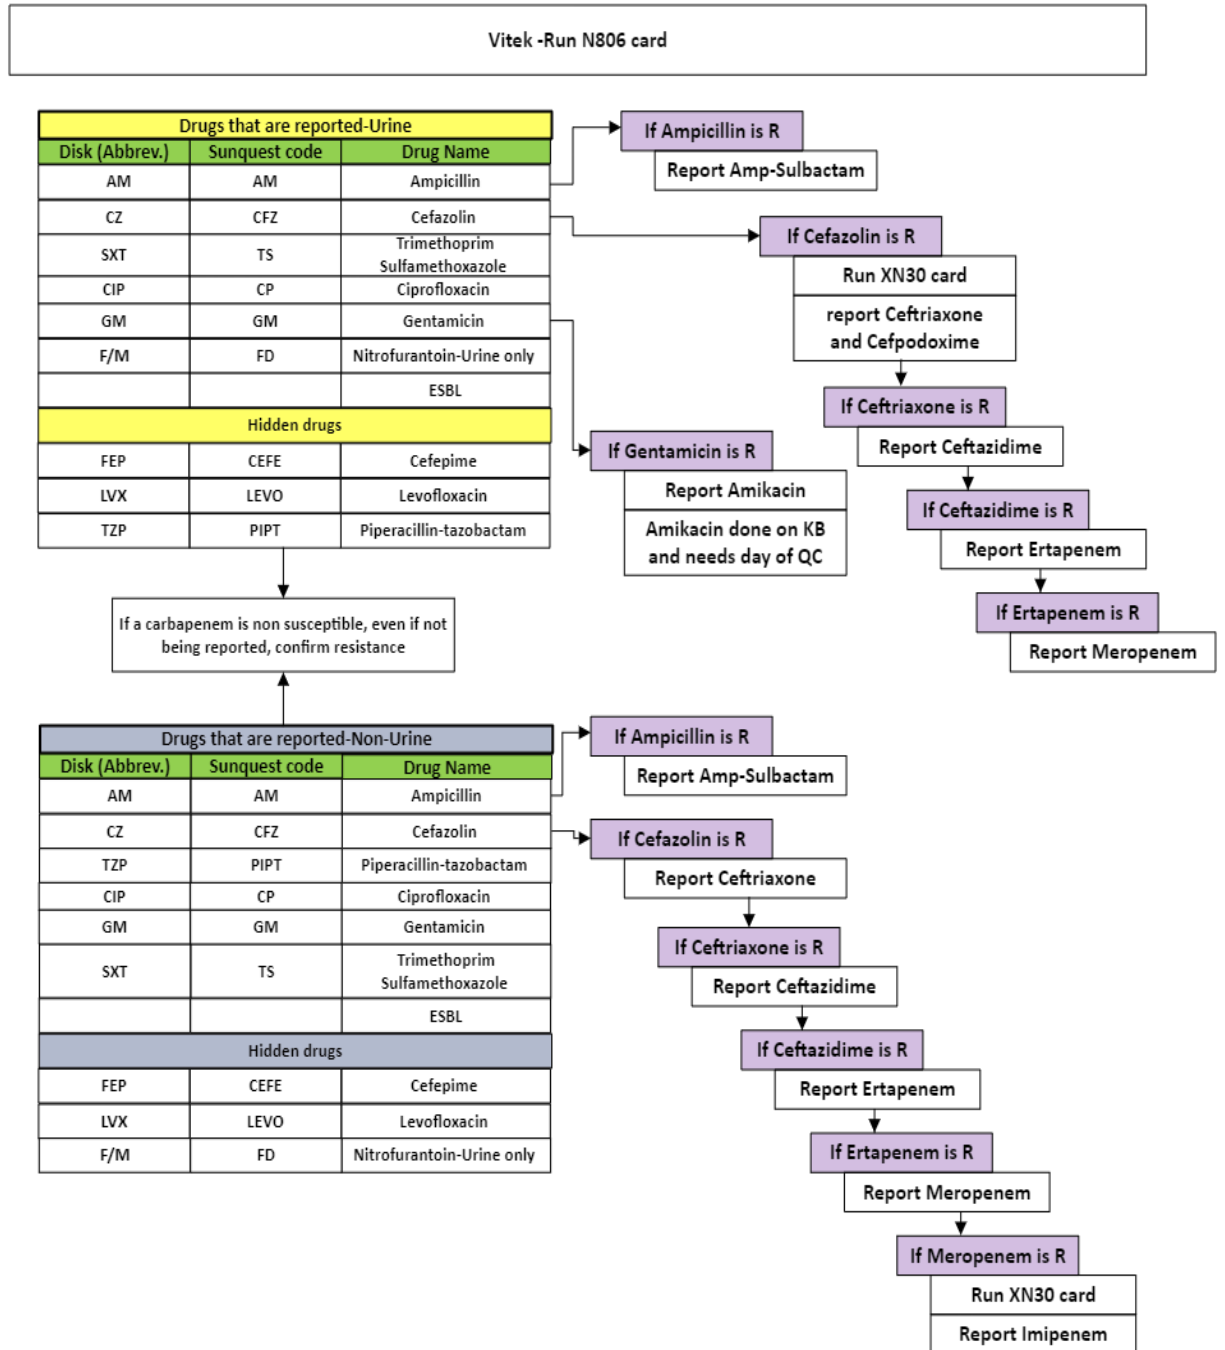 Vitek -Run N806 card
Drugs that are reported-Urine
Disk (Abbrev.) Sunquest code Drug Name
AM AM Ampicillin
CZ CFZ Cefazolin
SXT TS Trimethoprim
Sulfamethoxazole
CIP CP Ciprofloxacin
GM GM Gentamicin
F/M FD Nitrofurantoin-Urine only
ESBL
Hidden drugs
FEP CEFE Cefepime
LVX LEVO Levofloxacin
TZP PIPT Piperacillin-tazobactam
If Ampicillin is R
Report Amp-Sulbactam
If Cefazolin is R
Run XN30 card
report Ceftriaxone
and Cefpodoxime
If Ceftriaxone is R
Report Ceftazidime
If Ceftazidime is R
Report Ertapenem
If Ertapenem is R
Report Meropenem
If Gentamicin is R
Report Amikacin
Amikacin done on KB
and needs day of QC
If a carbapenem is non susceptible, even if not
being reported, confirm resistance
Drugs that are reported-Non-Urine
Disk (Abbrev.) Sunquest code Drug Name
AM AM Ampicillin
CZ CFZ Cefazolin
TZP PIPT Piperacillin-tazobactam
CIP CP Ciprofloxacin
GM GM Gentamicin
SXT TS Trimethoprim
Sulfamethoxazole
ESBL
Hidden drugs
FEP CEFE Cefepime
LVX LEVO Levofloxacin
F/M FD Nitrofurantoin-Urine only
If Ampicillin is R
Report Amp-Sulbactam
If Cefazolin is R
Report Ceftriaxone
If Ceftriaxone is R
Report Ceftazidime
If Ceftazidime is R
Report Ertapenem
If Ertapenem is R
Report Meropenem
If Meropenem is R
Run XN30 card
Report Imipenem